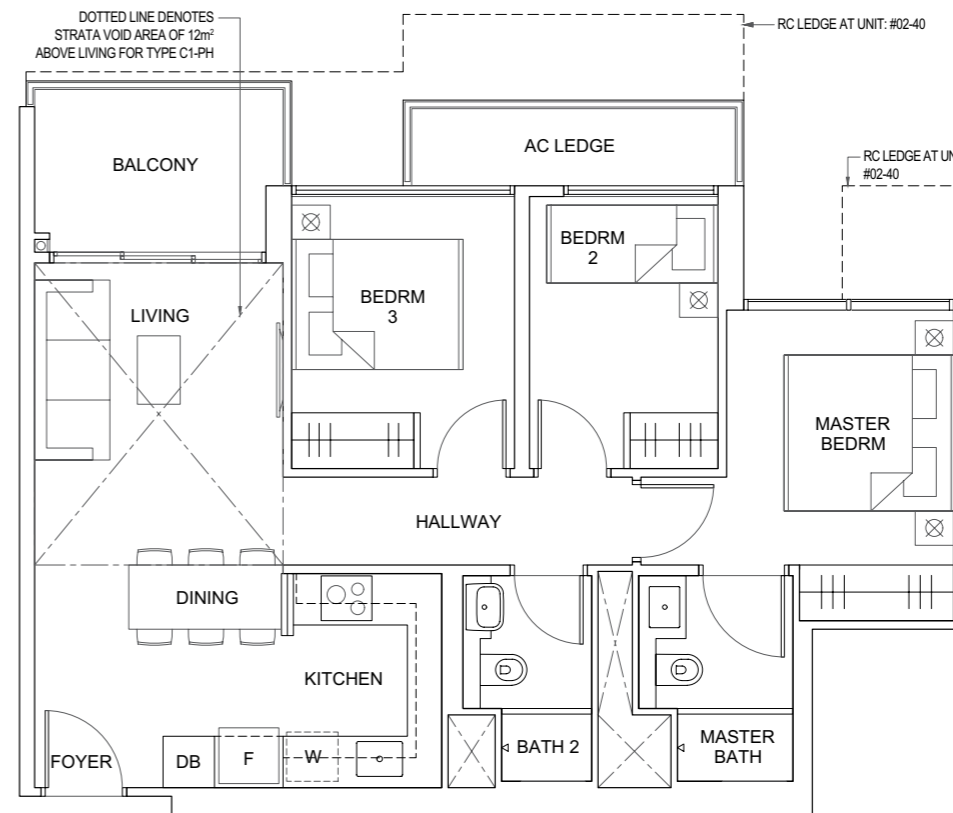 DOTTED LINE DENOTES
STRATA VOID AREA OF 12m²
ABOVE LIVING FOR TYPE C1-PH
RC LEDGE AT UNIT: #02-40
AC LEDGE
BALCONY
RC LEDGE AT
#02-40
BEDRM
2
BEDRM
3
LIVING
MASTER
BEDRM
HALLWAY
DINING
KITCHEN
FOYER
DB
F
W
BATH 2
MASTER
BATH